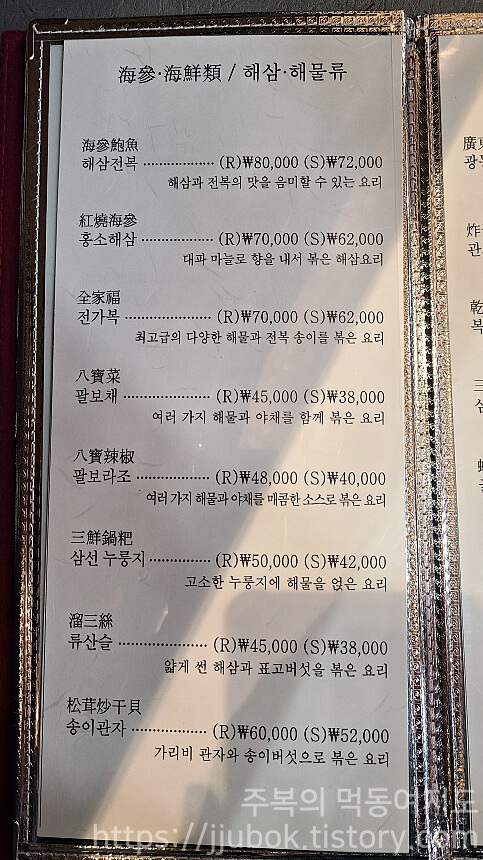 海參·海鮮類 / 해삼·해물류
海參鮑魚
해삼전복 ·················· (R)₩80,000 (S)₩72,000
해삼과 전복의 맛을 음미할 수 있는 요리
紅燒海參
홍소해삼 ·················· (R)₩70,000 (S)₩62,000
대파 마늘로 향을 내서 볶은 해삼요리
全家福
전가복 ······················ (R)₩70,000 (S)₩62,000
최고급의 다양한 해물과 전복 송이를 볶은 요리
八寶菜
팔보채 ······················ (R)₩45,000 (S)₩38,000
여러 가지 해물과 야채를 함께 볶은 요리
八寶辣椒
팔보라조 ·················· (R)₩48,000 (S)₩40,000
여러 가지 해물과 야채를 매콤한 소스로 볶은 요리
三鮮鍋粑
삼선 누룽지 ··············· (R)₩50,000 (S)₩42,000
고소한 누룽지에 해물을 얹은 요리
溜三絲
류산슬 ······················ (R)₩45,000 (S)₩38,000
얇게 썬 해삼과 표고버섯을 볶은 요리
松茸炒干貝
송이관자 ·················· (R)₩60,000 (S)₩52,000
가리비 관자와 송이버섯으로 볶은 요리
廣
광
炸
관
乾
복
三
삼
주복의 먹동여지도
https://jjubok.tistory.com